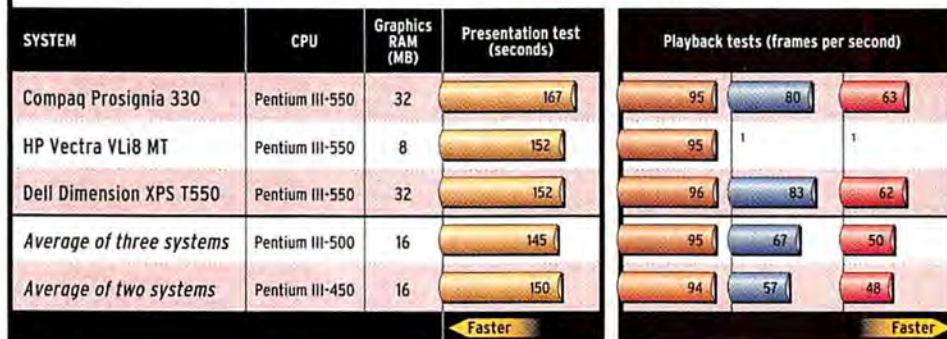 SYSTEM CPU Graphics RAM (MB) Presentation test (seconds) Playback tests (frames per second)
Compaq Prosignia 330 Pentium III-550 32 167 95 80 63
HP Vectra VLi8 MT Pentium III-550 8 152 95 1 1
Dell Dimension XPS T550 Pentium III-550 32 152 96 83 62
Average of three systems Pentium III-500 16 145 95 67 50
Average of two systems Pentium III-450 16 150 94 57 48
Faster Faster